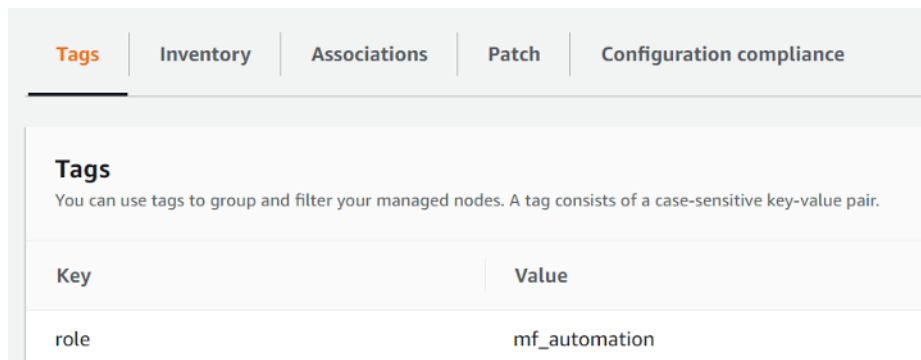 Tags Inventory Associations Patch Configuration compliance
Tags
You can use tags to group and filter your managed nodes. A tag consists of a case-sensitive key-value pair.
Key Value
role mf_automation